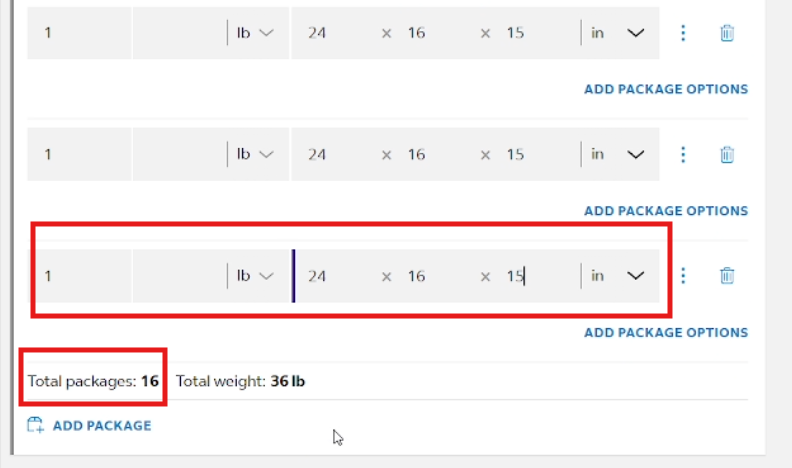 1 lb 24 × 16 × 15 in
ADD PACKAGE OPTIONS
1 lb 24 × 16 × 15 in
ADD PACKAGE OPTIONS
1 lb 24 × 16 × 15 in
ADD PACKAGE OPTIONS
Total packages: 16 Total weight: 36 lb
ADD PACKAGE